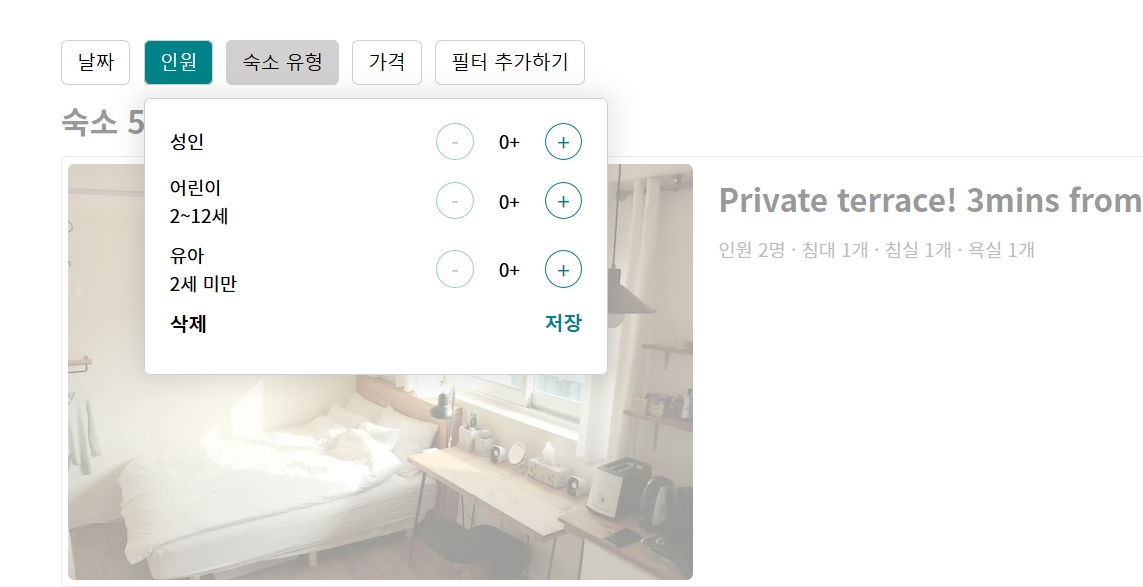 날짜 인원 숙소 유형 가격 필터 추가하기
숙소 5
성인 - 0+ +
어린이 - 0+ +
2~12세
유아 - 0+ +
2세 미만
삭제 저장
Private terrace! 3mins from
인원 2명 · 침대 1개 · 침실 1개 · 욕실 1개